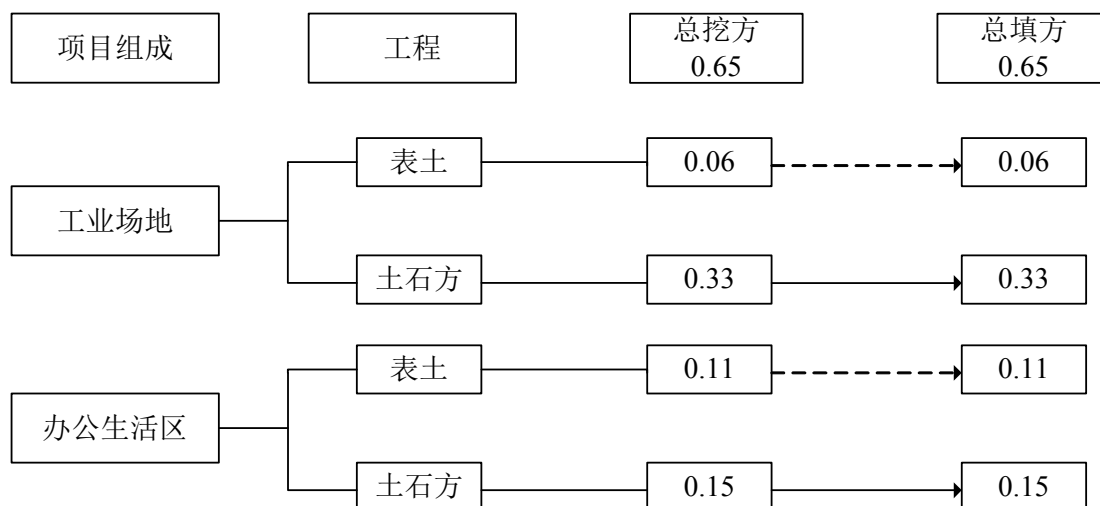 项目组成
工程
总挖方
0.65
总填方
0.65
表土
0.06
0.06
工业场地
土石方
0.33
0.33
表土
0.11
0.11
办公生活区
土石方
0.15
0.15